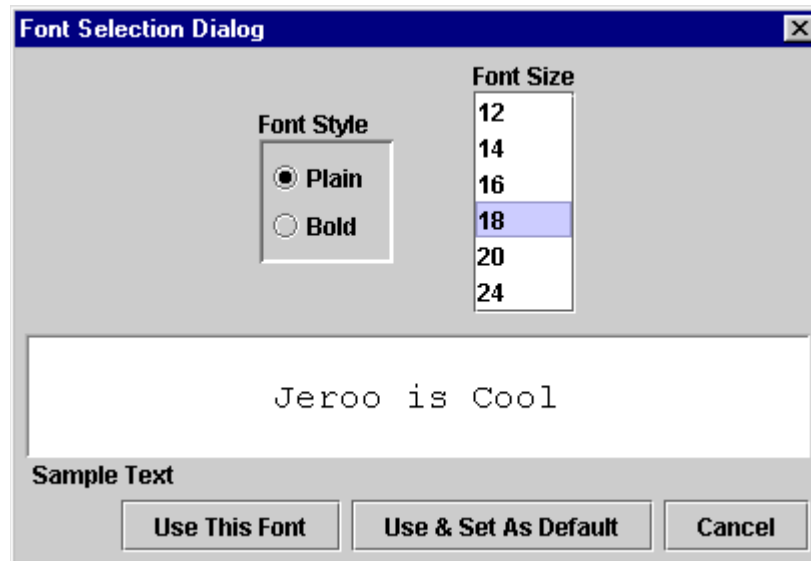 Font Selection Dialog
Font Size
12
14
16
18
20
24
Font Style
Plain
Bold
Jeroo is Cool
Sample Text
Use This Font
Use & Set As Default
Cancel